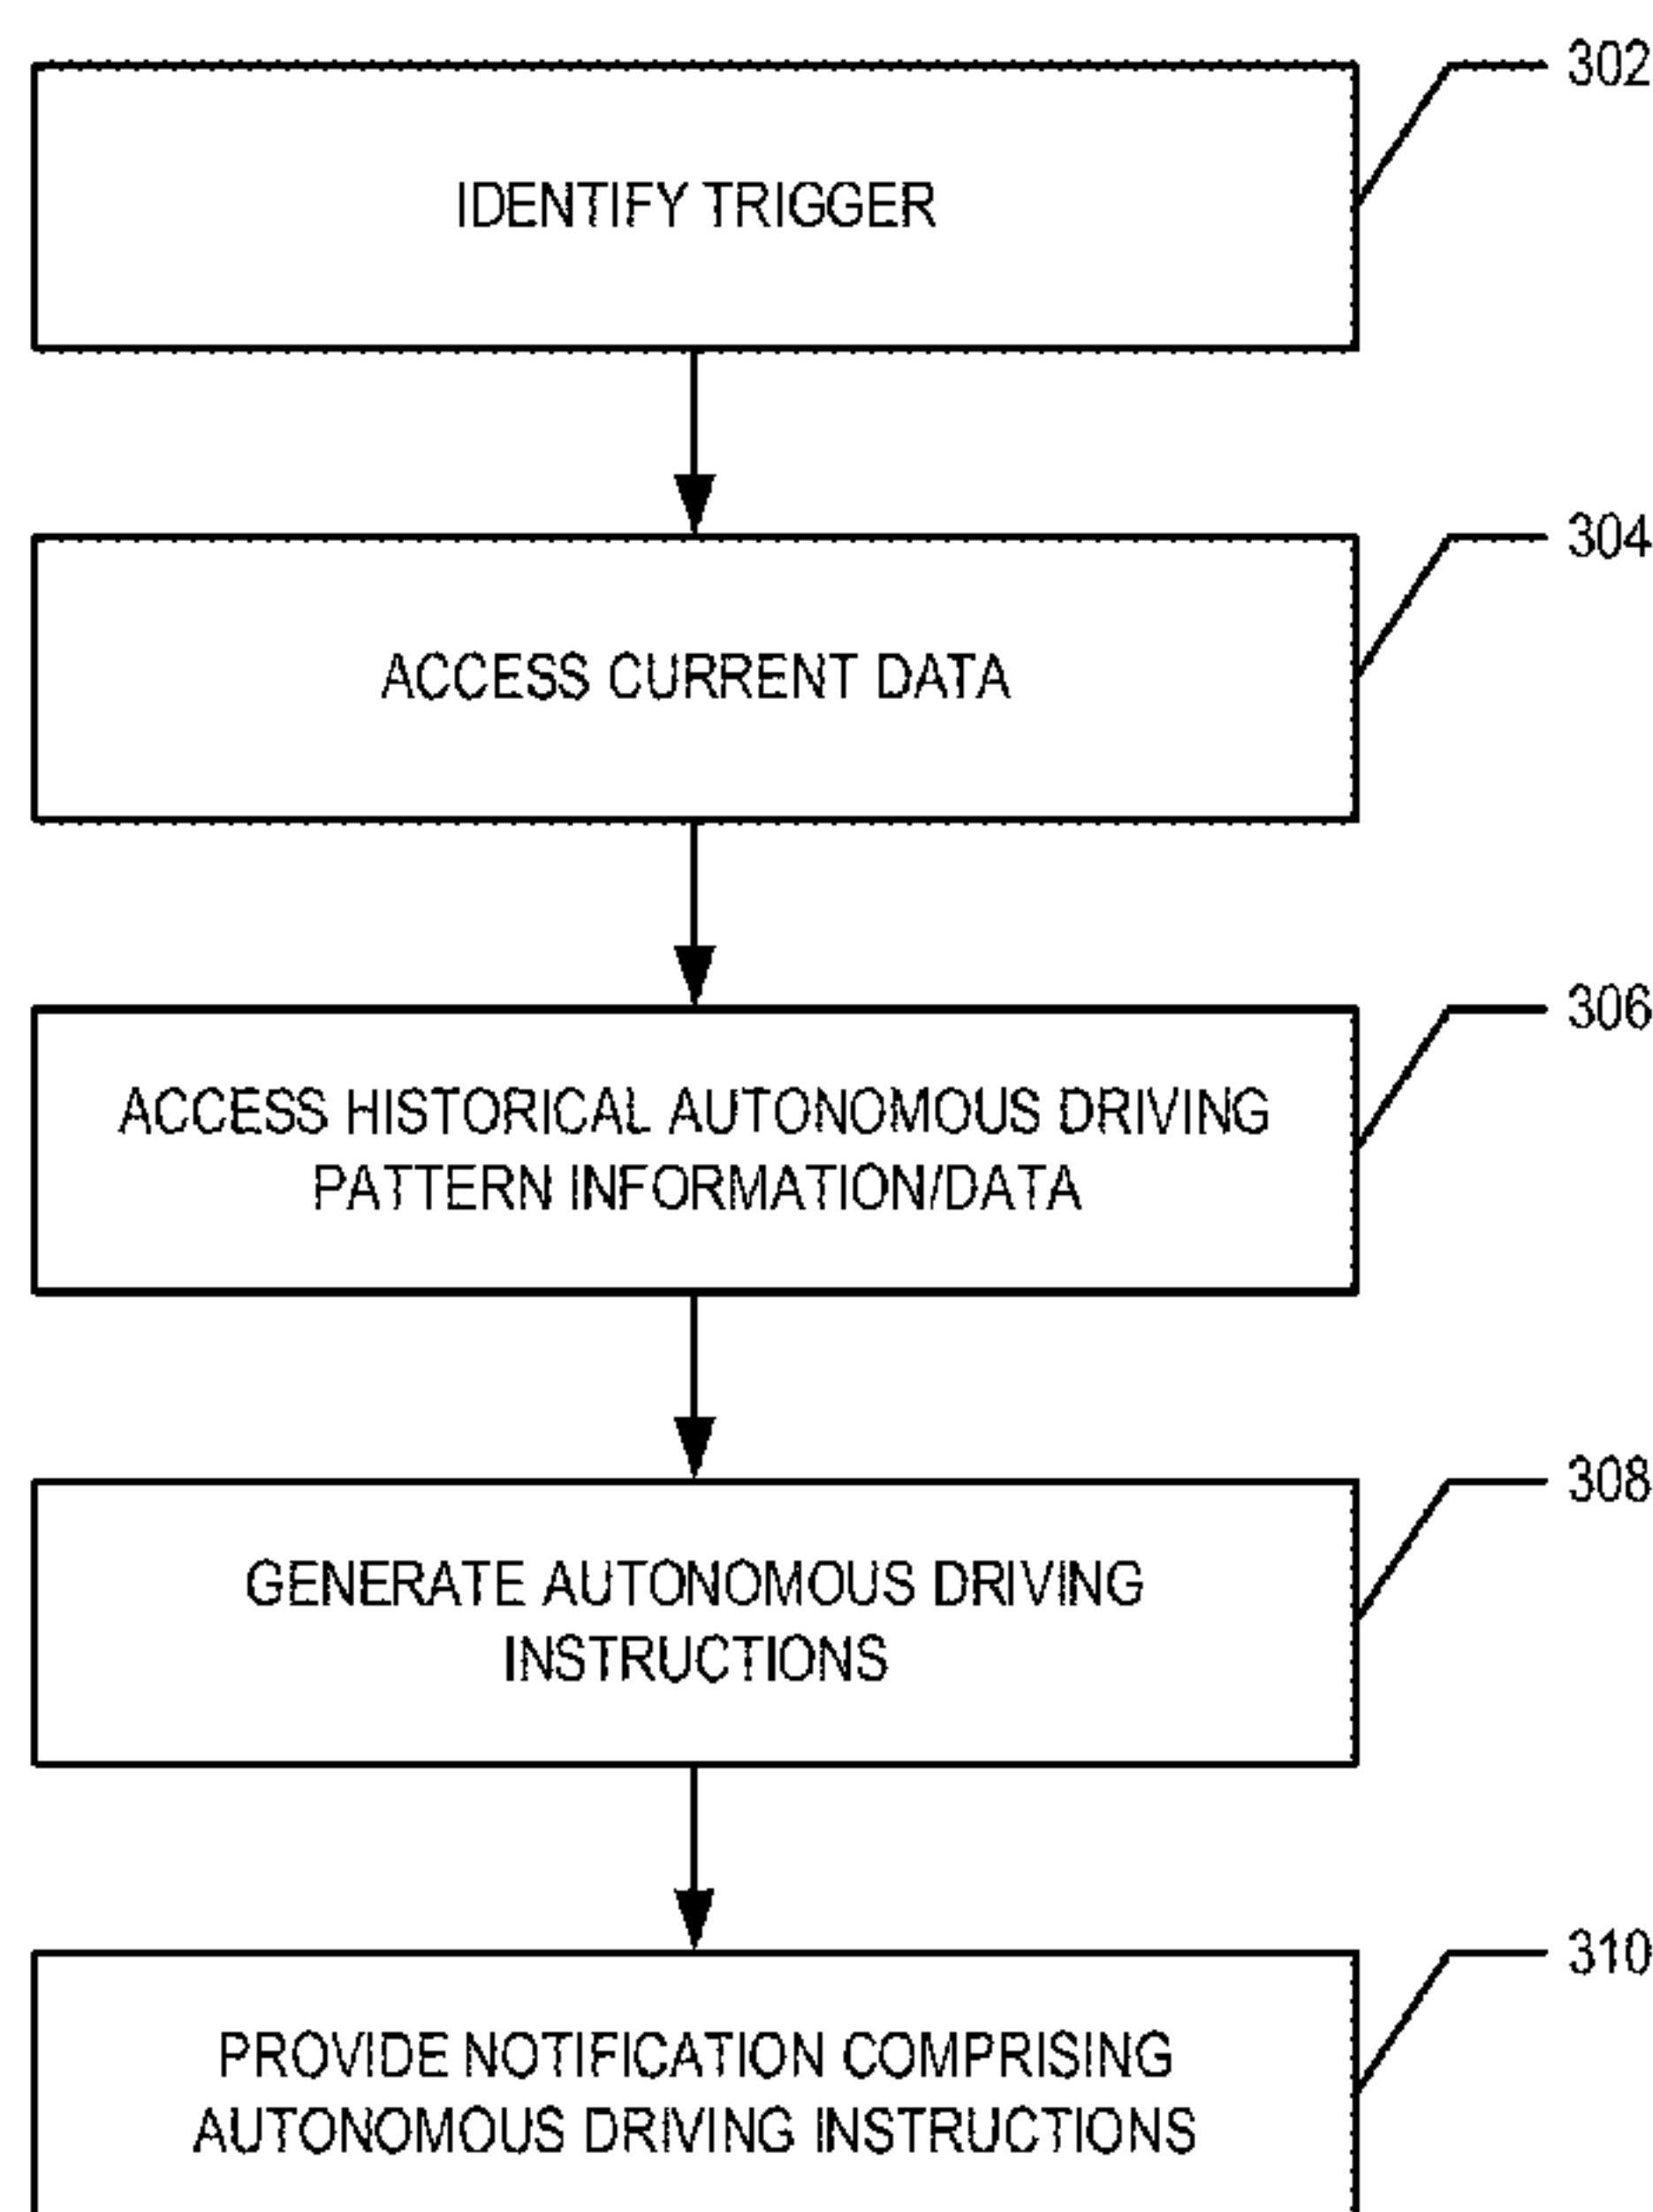 302
IDENTIFY TRIGGER
304
ACCESS CURRENT DATA
306
ACCESS HISTORICAL AUTONOMOUS DRIVING
PATTERN INFORMATION/DATA
308
GENERATE AUTONOMOUS DRIVING
INSTRUCTIONS
310
PROVIDE NOTIFICATION COMPRISING
AUTONOMOUS DRIVING INSTRUCTIONS